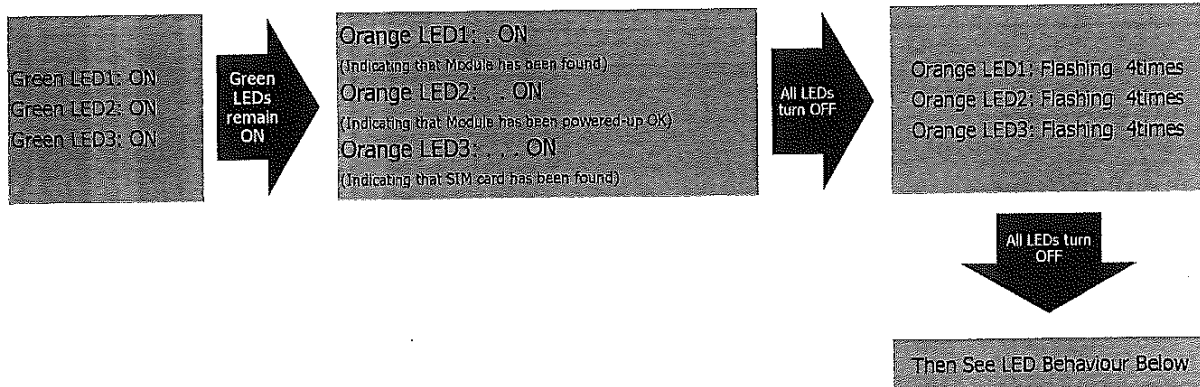 Green LED1: ON
Green LED2: ON
Green LED3: ON
Green
LEDs
remain
ON
Orange LED1: . ON
(Indicating that Module has been found)
Orange LED2: . . ON
(Indicating that Module has been powered-up OK)
Orange LED3: . . . ON
(Indicating that SIM card has been found)
All LEDs
turn OFF
Orange LED1: Flashing 4times
Orange LED2: Flashing 4times
Orange LED3: Flashing 4times
All LEDs turn
OFF
Then See LED Behaviour Below